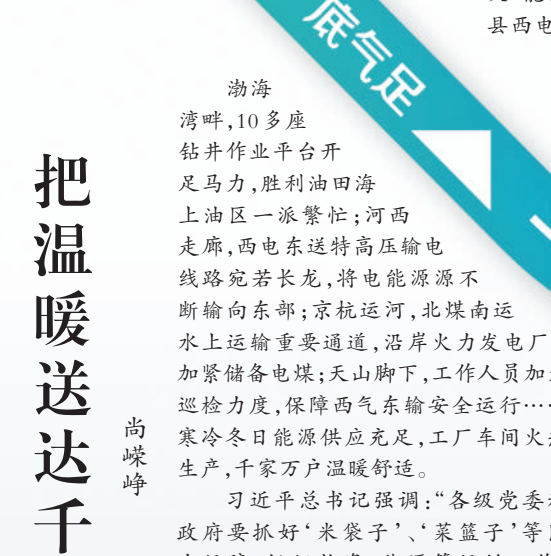 底气足
县西电
把温暖送达千
尚嵘峥
渤海
湾畔,10多座
钻井作业平台开
足马力,胜利油田海
上油区一派繁忙;河西
走廊,西电东送特高压输电
线路宛若长龙,将电能源源不
断输向东部;京杭运河,北煤南运
水上运输重要通道,沿岸火力发电厂
加紧储备电煤;天山脚下,工作人员加
巡检力度,保障西气东输安全运行…
寒冷冬日能源供应充足,工厂车间火
生产,千家万户温暖舒适。
习近平总书记强调:“各级党委
政府要抓好‘米袋子’、‘菜篮子’等